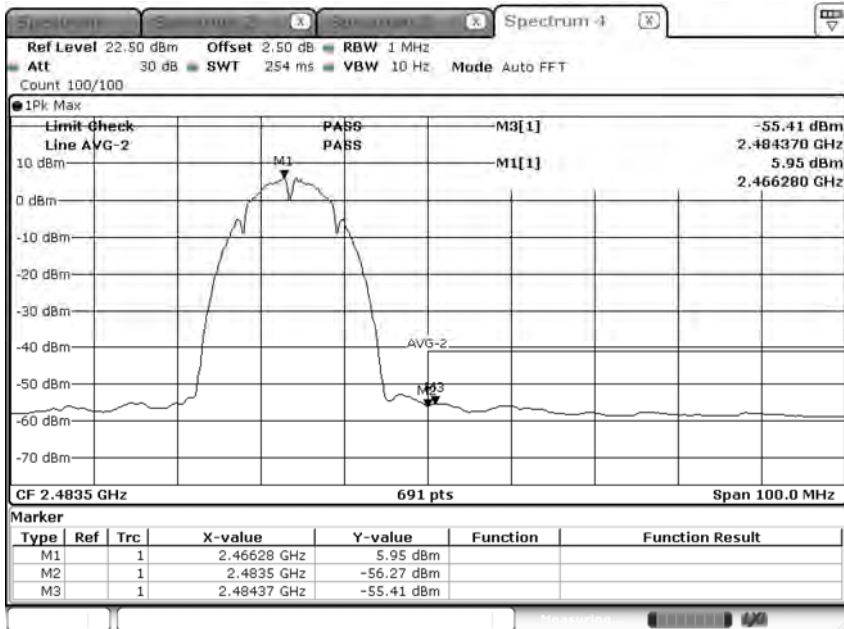 Spectrum 4
Ref Level 22.50 dBm Offset 2.50 dB RBW 1 MHz
Att 30 dB SWT 254 ms VBW 10 Hz Mode Auto FFT
Count 100/100
1Pk Max
Limit Check PASS M3[1] -55.41 dBm
Line AVG-2 PASS 2.484370 GHz
10 dBm M1 M1[1] 5.95 dBm
2.466280 GHz
0 dBm
-10 dBm
-20 dBm
-30 dBm
-40 dBm AVG-2
-50 dBm
M2 M3
-60 dBm
-70 dBm
CF 2.4835 GHz 691 pts Span 100.0 MHz
Marker
Type Ref Trc X-value Y-value Function Function Result
M1 1 2.46628 GHz 5.95 dBm
M2 1 2.4835 GHz -56.27 dBm
M3 1 2.48437 GHz -55.41 dBm
Measuring...